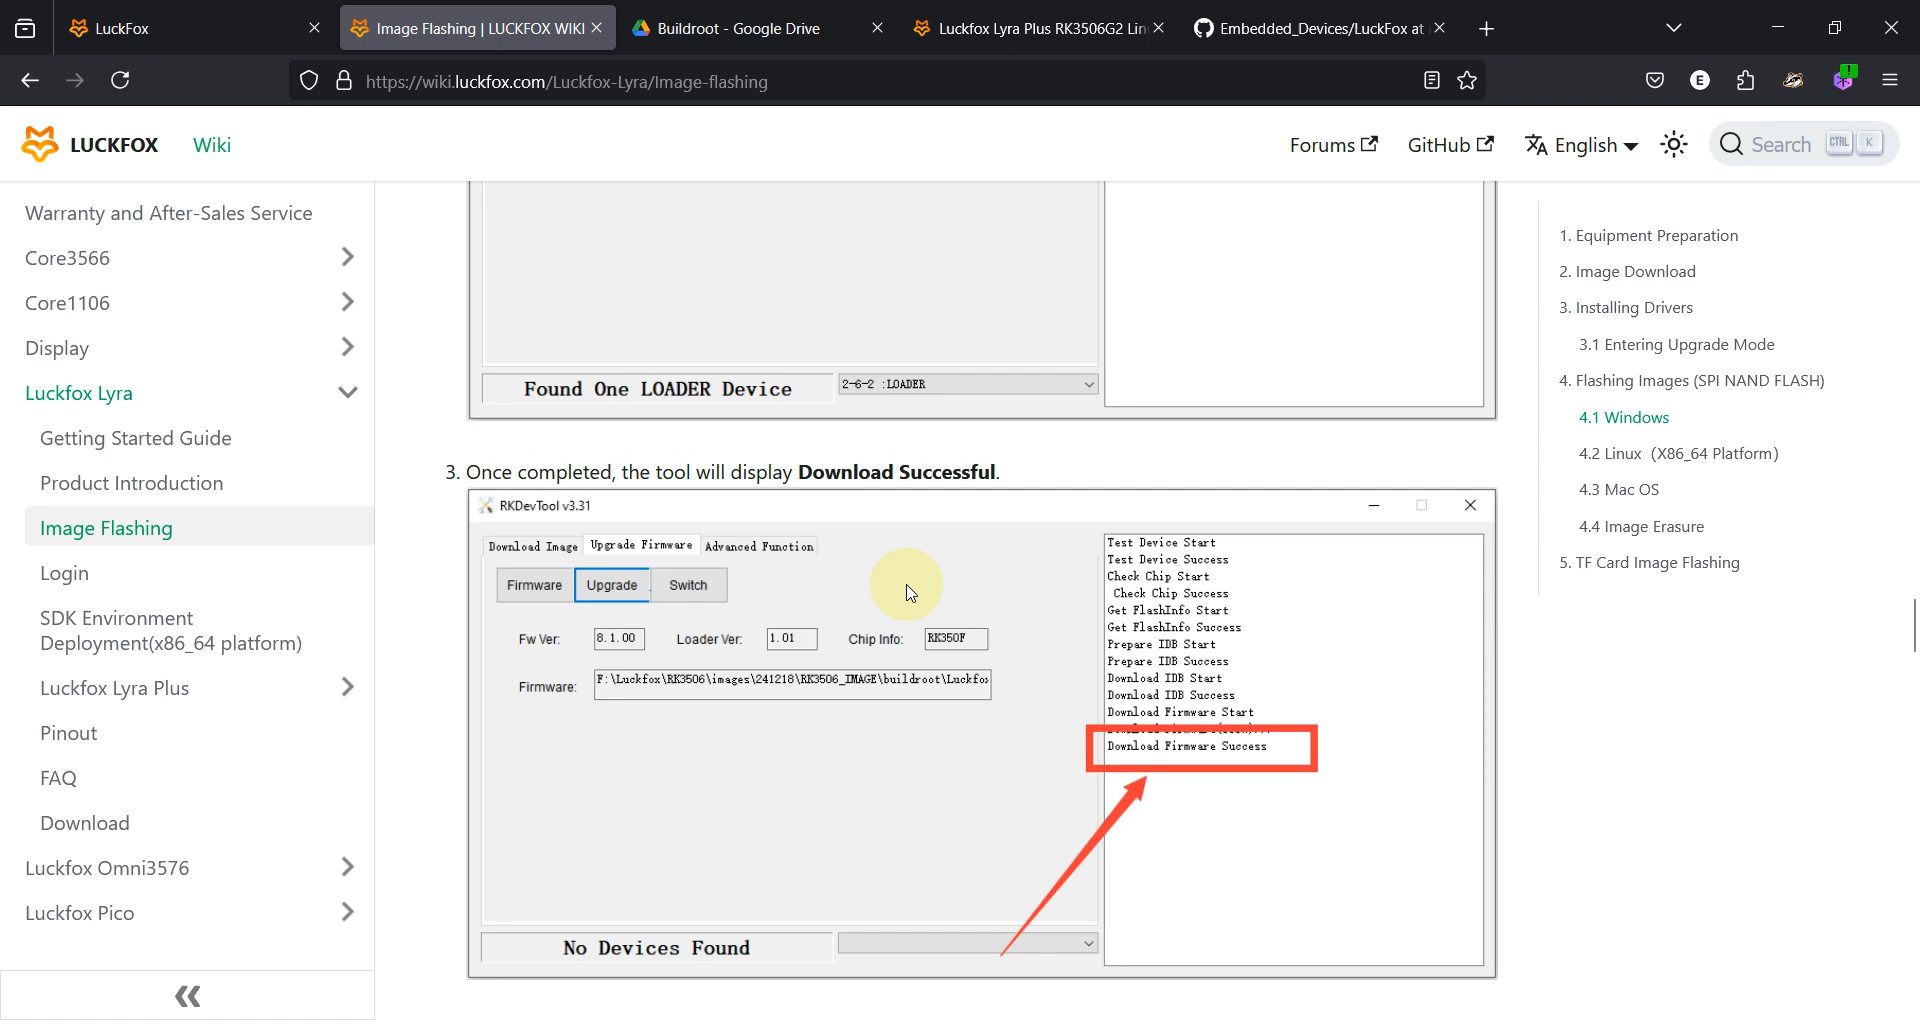 LuckFox
Image Flashing | LUCKFOX WIKI
Buildroot - Google Drive
Luckfox Lyra Plus RK3506G2 Lin
Embedded_Devices/LuckFox at
https://wiki.luckfox.com/Luckfox-Lyra/Image-flashing
E
LUCKFOX
Wiki
Forums
GitHub
English
Search
CTRL
K
Warranty and After-Sales Service
Core3566
Core1106
Display
Luckfox Lyra
Getting Started Guide
Product Introduction
Image Flashing
Login
SDK Environment
Deployment(x86_64 platform)
Luckfox Lyra Plus
Pinout
FAQ
Download
Luckfox Omni3576
Luckfox Pico
Found One LOADER Device
2-6-2 :LOADER
3. Once completed, the tool will display Download Successful.
RKDevTool v3.31
Download Image
Upgrade Firmware
Advanced Function
Firmware
Upgrade
Switch
Fw Ver:
8.1.00
Loader Ver:
1.01
Chip Info:
RK350F
Firmware:
F:\Luckfox\RK3506\images\241218\RK3506_IMAGE\buildroot\Luckfox
Test Device Start
Test Device Success
Check Chip Start
Check Chip Success
Get FlashInfo Start
Get FlashInfo Success
Prepare IDB Start
Prepare IDB Success
Download IDB Start
Download IDB Success
Download Firmware Start
Download Firmware Success
No Devices Found
1. Equipment Preparation
2. Image Download
3. Installing Drivers
3.1 Entering Upgrade Mode
4. Flashing Images (SPI NAND FLASH)
4.1 Windows
4.2 Linux (X86_64 Platform)
4.3 Mac OS
4.4 Image Erasure
5. TF Card Image Flashing